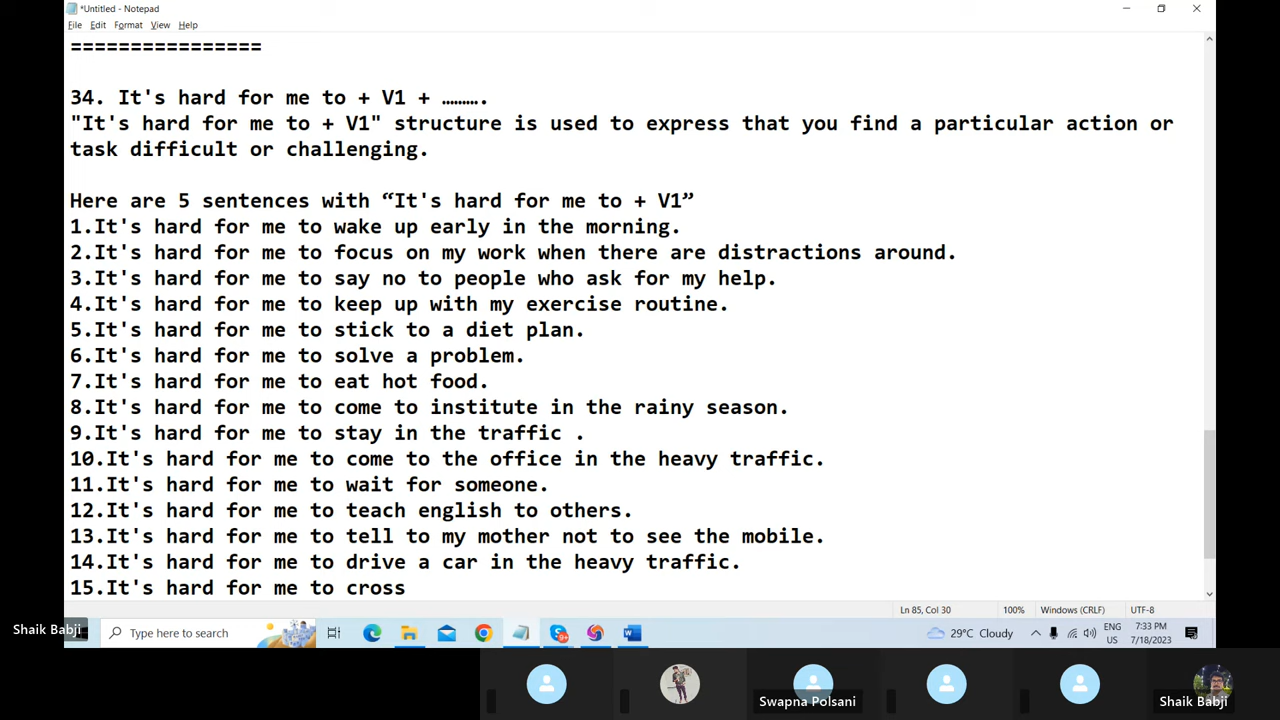 *Untitled - Notepad
File Edit Format View Help
================
34. It's hard for me to + V1 + ……….
"It's hard for me to + V1" structure is used to express that you find a particular action or
task difficult or challenging.
Here are 5 sentences with “It's hard for me to + V1”
1.It's hard for me to wake up early in the morning.
2.It's hard for me to focus on my work when there are distractions around.
3.It's hard for me to say no to people who ask for my help.
4.It's hard for me to keep up with my exercise routine.
5.It's hard for me to stick to a diet plan.
6.It's hard for me to solve a problem.
7.It's hard for me to eat hot food.
8.It's hard for me to come to institute in the rainy season.
9.It's hard for me to stay in the traffic .
10.It's hard for me to come to the office in the heavy traffic.
11.It's hard for me to wait for someone.
12.It's hard for me to teach english to others.
13.It's hard for me to tell to my mother not to see the mobile.
14.It's hard for me to drive a car in the heavy traffic.
15.It's hard for me to cross
Ln 85, Col 30 100% Windows (CRLF) UTF-8
Shaik Babji
Type here to search
29°C Cloudy
ENG
US
7:33 PM
7/18/2023
Swapna Polsani
Shaik Babji